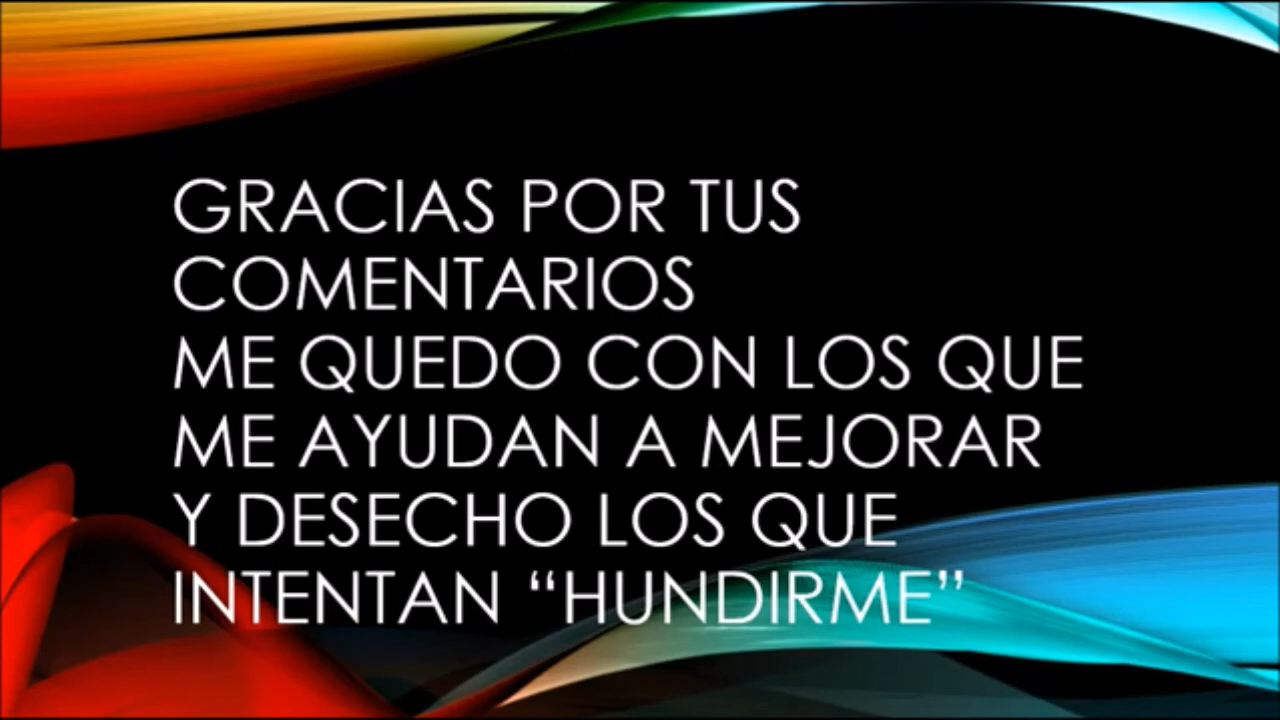 GRACIAS POR TUS
COMENTARIOS
ME QUEDO CON LOS QUE
ME AYUDAN A MEJORAR
Y DESECHO LOS QUE
INTENTAN “HUNDIRME”